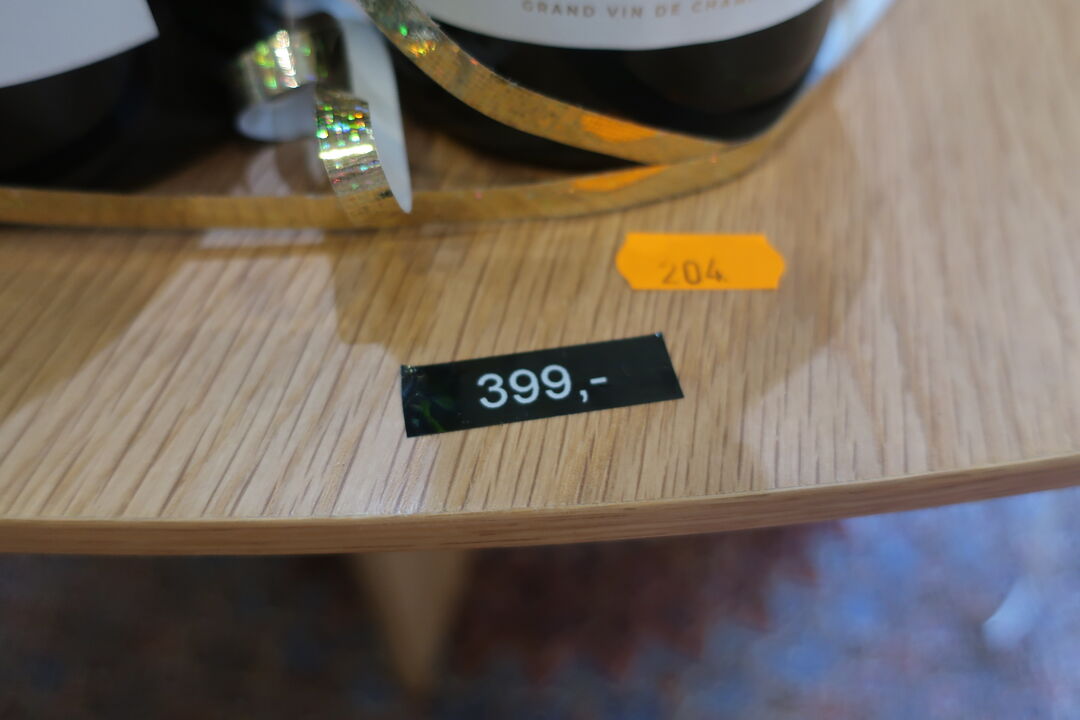 GRAND VIN DE CHAM
204
399,-